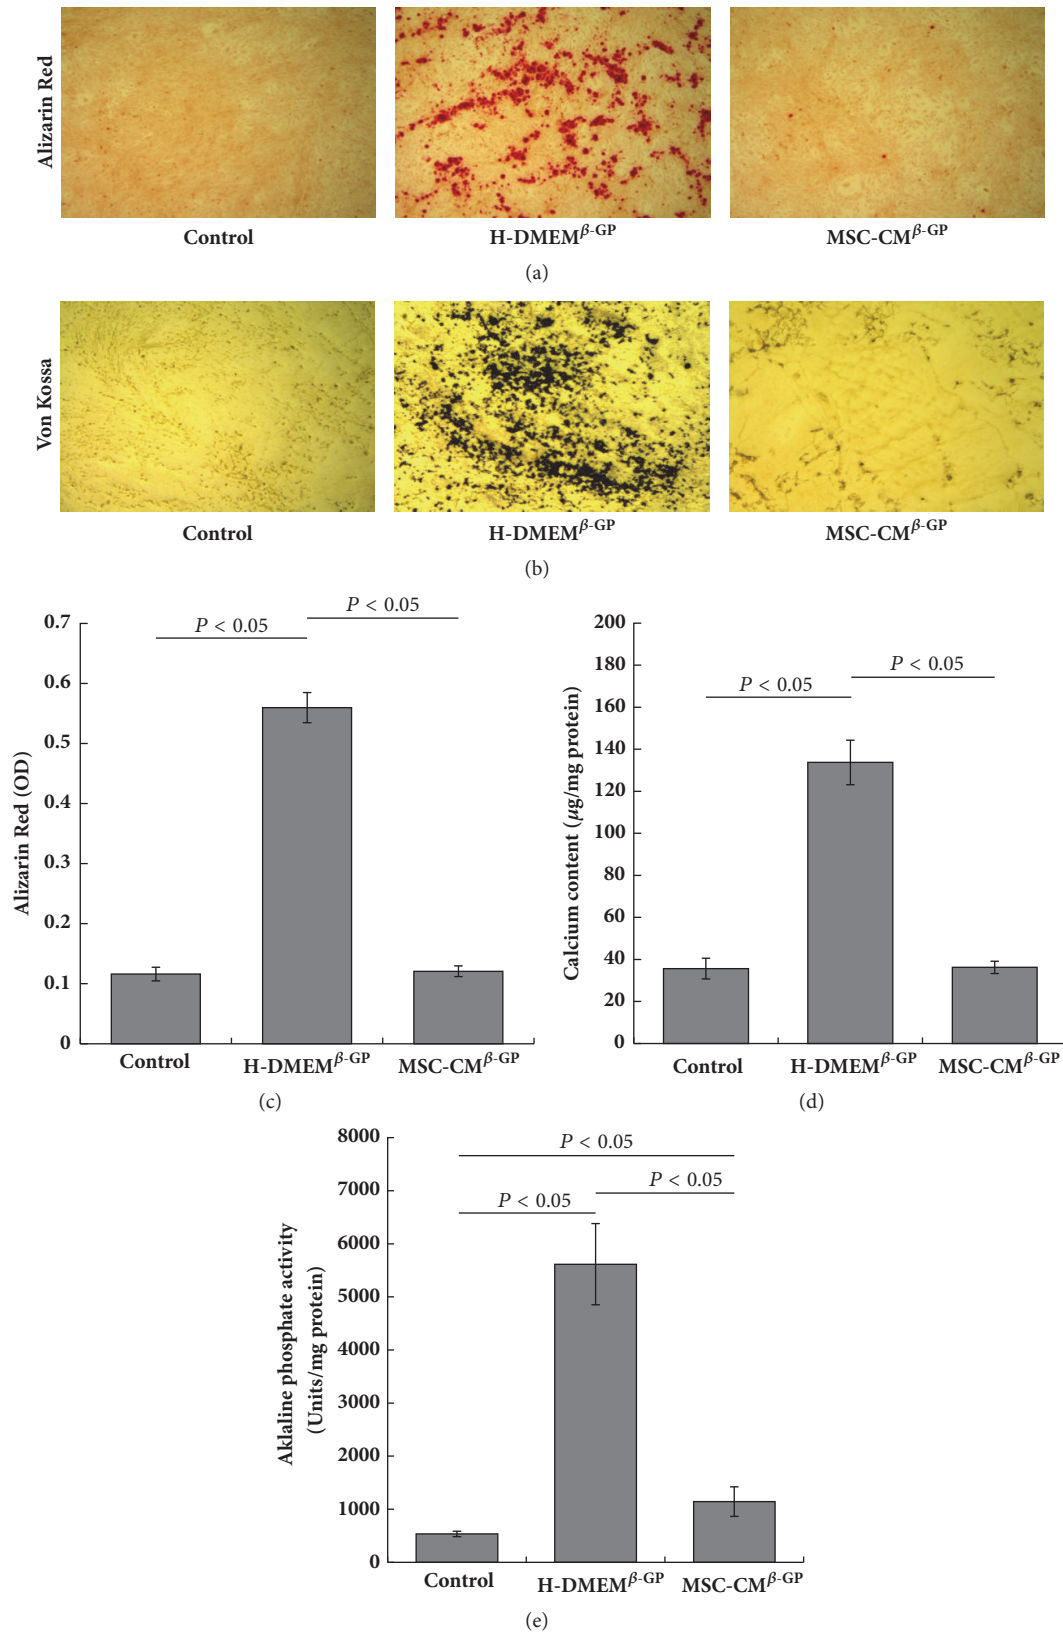 Alizarin Red
Control
H-DMEM^β-GP
MSC-CM^β-GP
(a)
Von Kossa
Control
H-DMEM^β-GP
MSC-CM^β-GP
(b)
0.7
0.6
0.5
0.4
0.3
0.2
0.1
0
Alizarin Red (OD)
P < 0.05
P < 0.05
Control
H-DMEM^β-GP
MSC-CM^β-GP
(c)
200
180
160
140
120
100
80
60
40
20
0
Calcium content (μg/mg protein)
P < 0.05
P < 0.05
Control
H-DMEM^β-GP
MSC-CM^β-GP
(d)
8000
7000
6000
5000
4000
3000
2000
1000
0
Aklaline phosphate activity
(Units/mg protein)
P < 0.05
P < 0.05
P < 0.05
Control
H-DMEM^β-GP
MSC-CM^β-GP
(e)